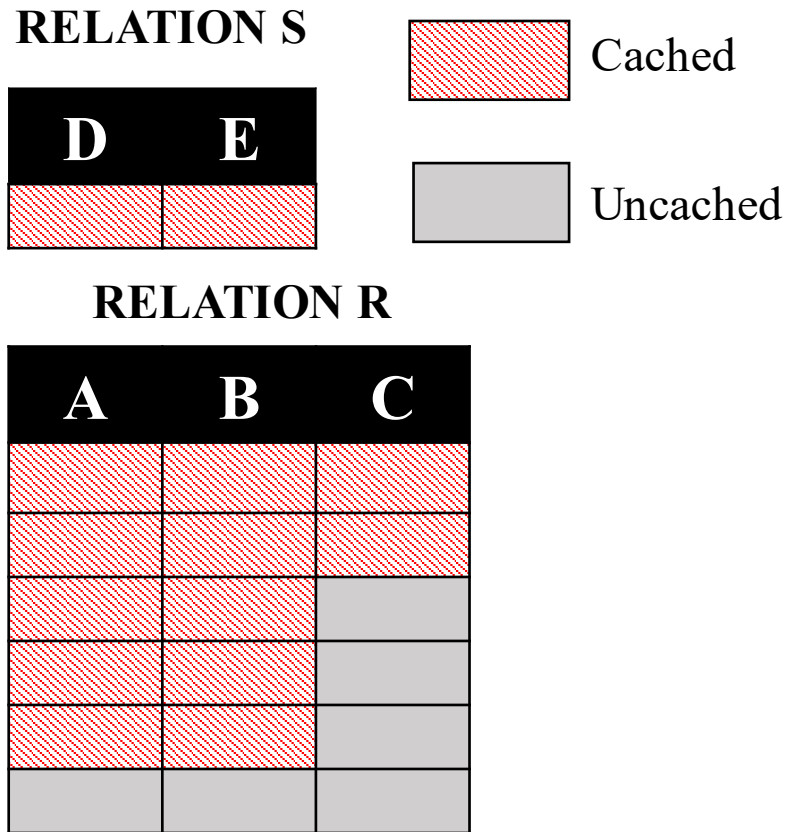 RELATION S
Cached
D E
Uncached
RELATION R
A B C